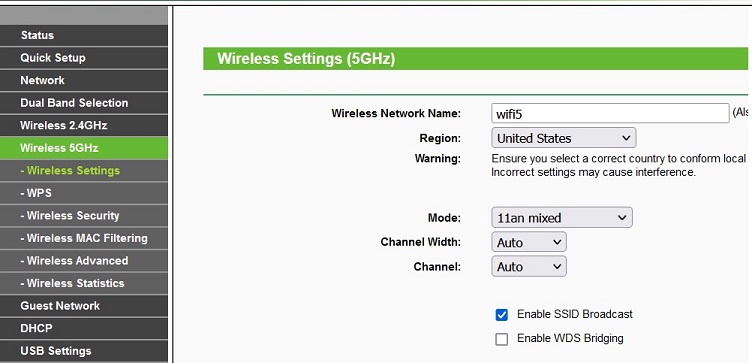 Status
Quick Setup
Network
Dual Band Selection
Wireless 2.4GHz
Wireless 5GHz
- Wireless Settings
- WPS
- Wireless Security
- Wireless MAC Filtering
- Wireless Advanced
- Wireless Statistics
Guest Network
DHCP
USB Settings
Wireless Settings (5GHz)
Wireless Network Name: wifi5
Region: United States
Warning: Ensure you select a correct country to conform local
Incorrect settings may cause interference.
Mode: 11an mixed
Channel Width: Auto
Channel: Auto
Enable SSID Broadcast
Enable WDS Bridging